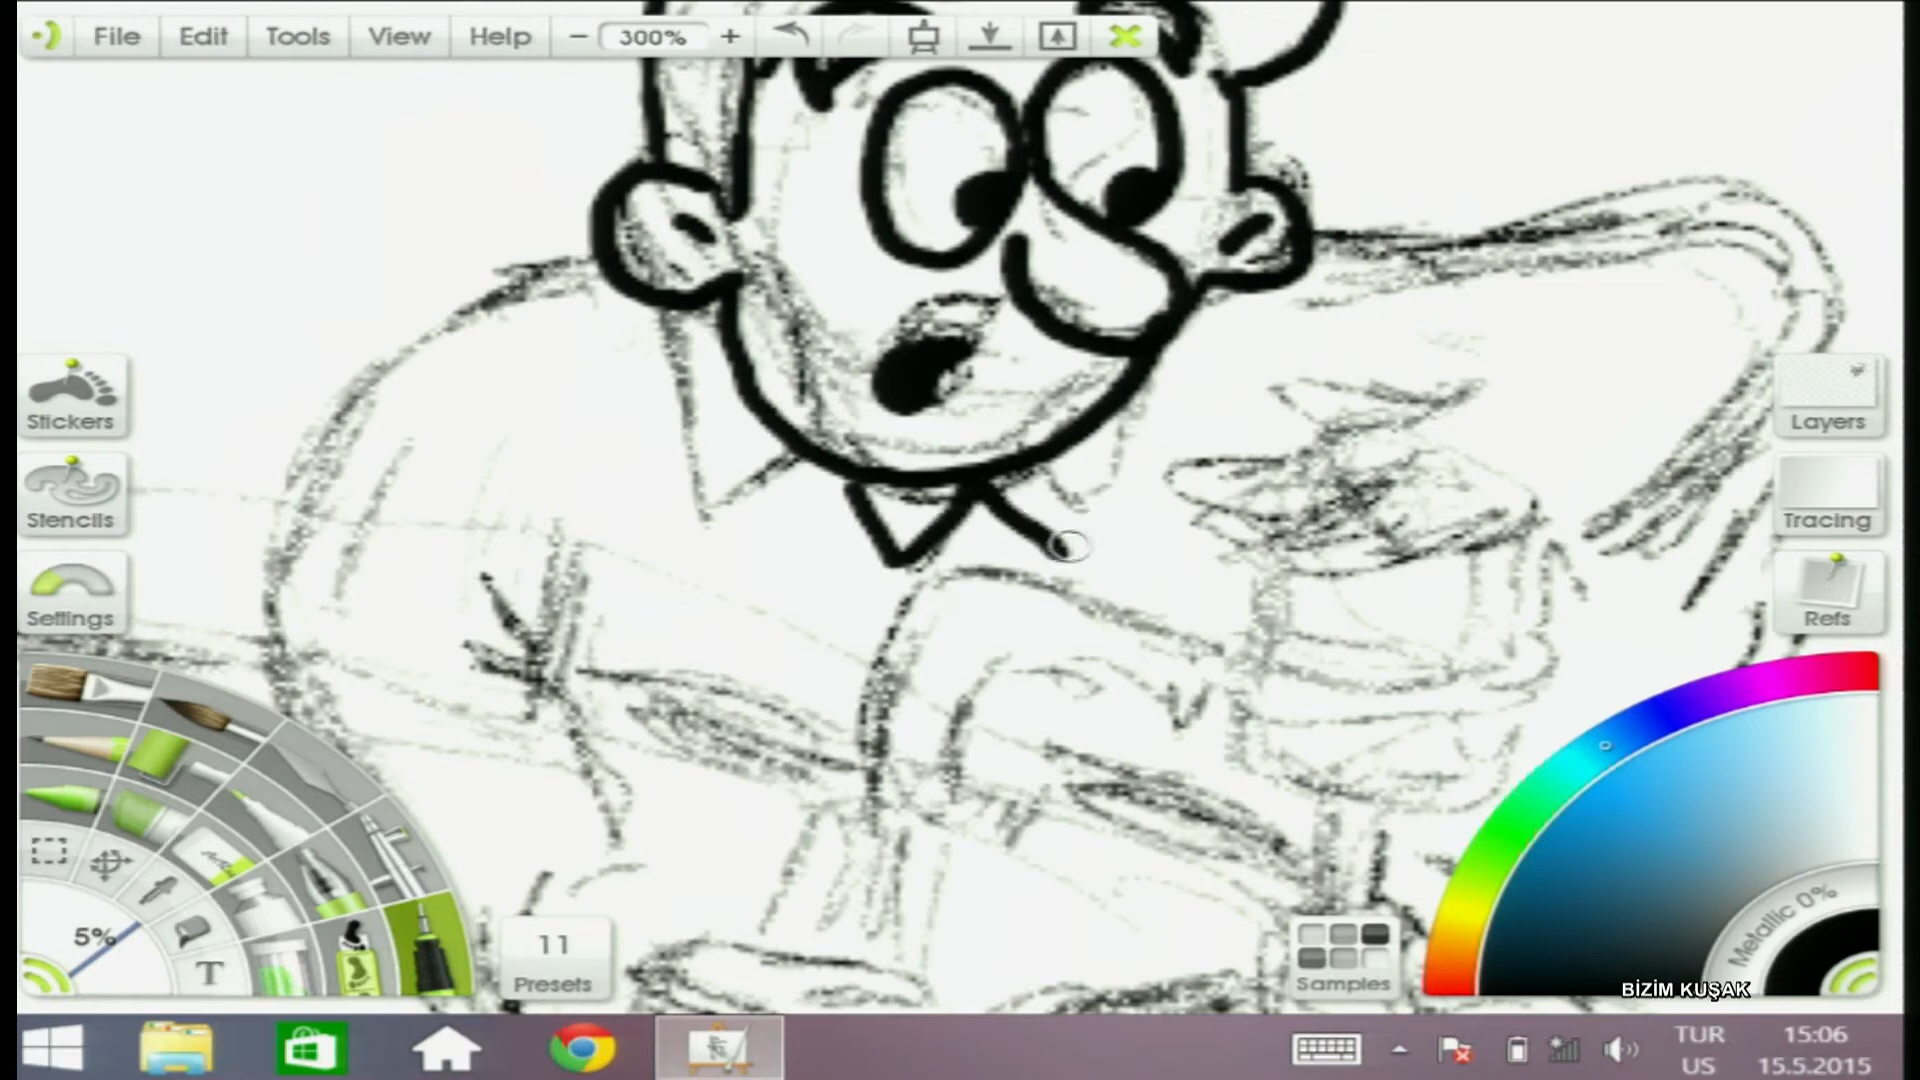 File Edit Tools View Help 300%
Stickers
Layers
Stencils
Tracing
Settings
Refs
5%
T
11
Presets
Samples
Metallic 0%
BİZİM KUŞAK
TUR
US
15:06
15.5.2015